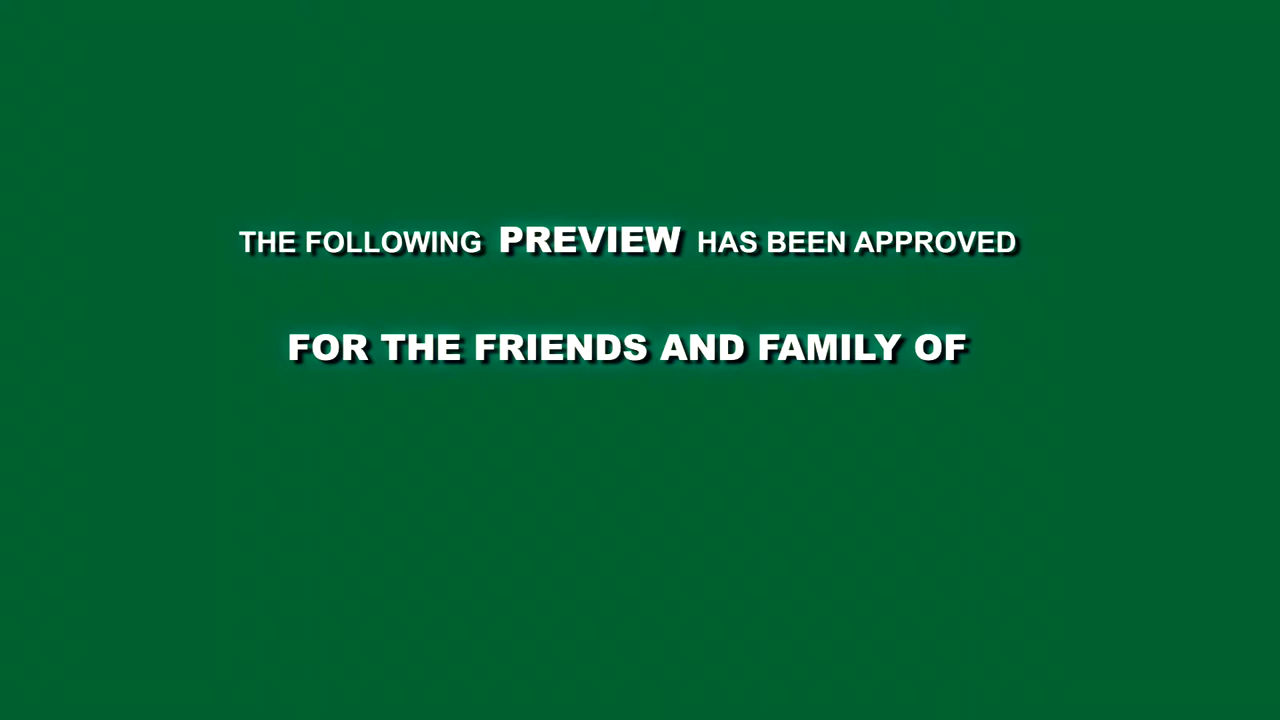 THE FOLLOWING PREVIEW HAS BEEN APPROVED
FOR THE FRIENDS AND FAMILY OF